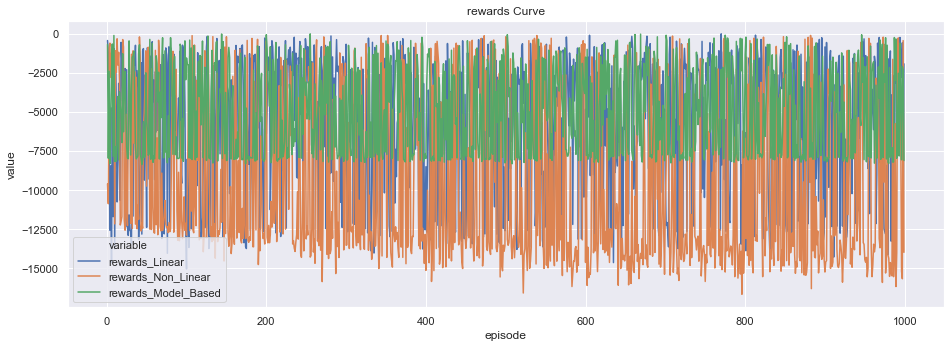 rewards Curve
0
−2500
−5000
−7500
−10000
−12500
−15000
value
variable
rewards_Linear
rewards_Non_Linear
rewards_Model_Based
0 200 400 600 800 1000
episode